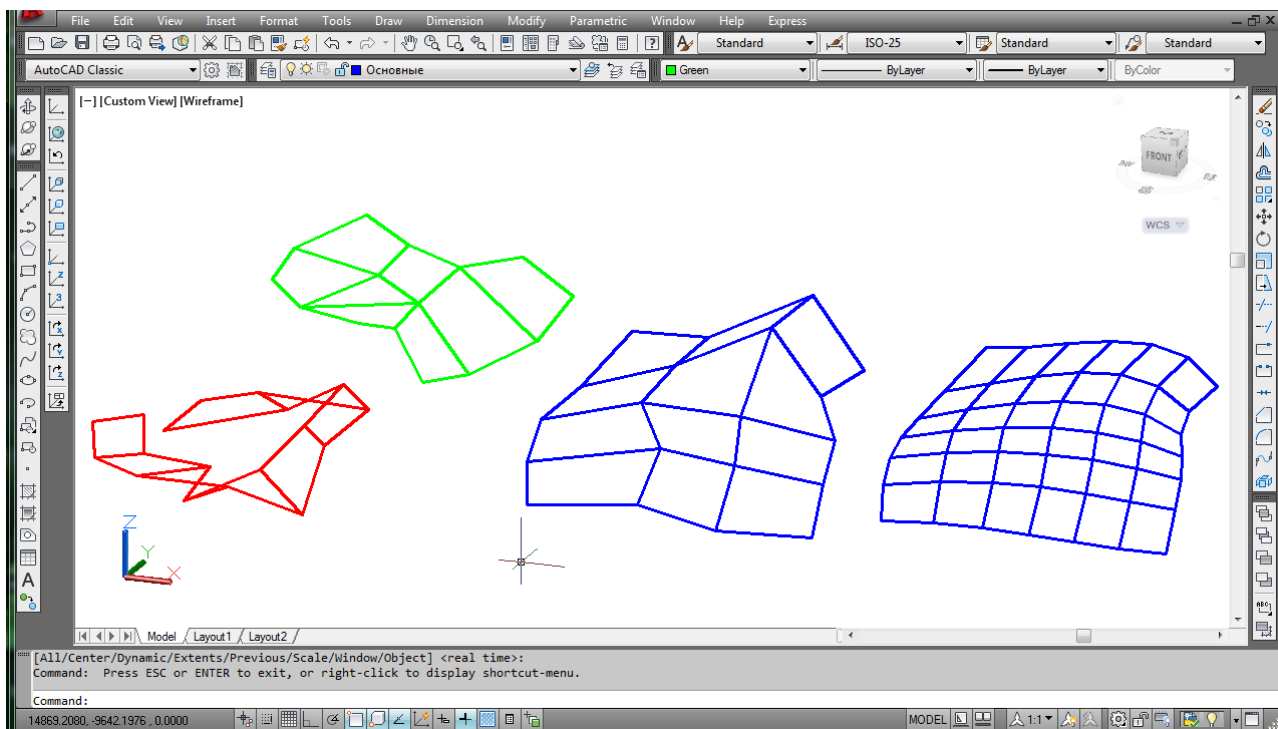 File Edit View Insert Format Tools Draw Dimension Modify Parametric Window Help Express
Standard ISO-25 Standard Standard
AutoCAD Classic Основные Green ByLayer ByLayer ByColor
[−] [Custom View] [Wireframe]
FRONT
WCS
Z
Y
X
Model Layout1 Layout2
[All/Center/Dynamic/Extents/Previous/Scale/Window/Object] <real time>:
Command:  Press ESC or ENTER to exit, or right-click to display shortcut-menu.
Command:
14869.2080, -9642.1976 , 0.0000 MODEL 1:1